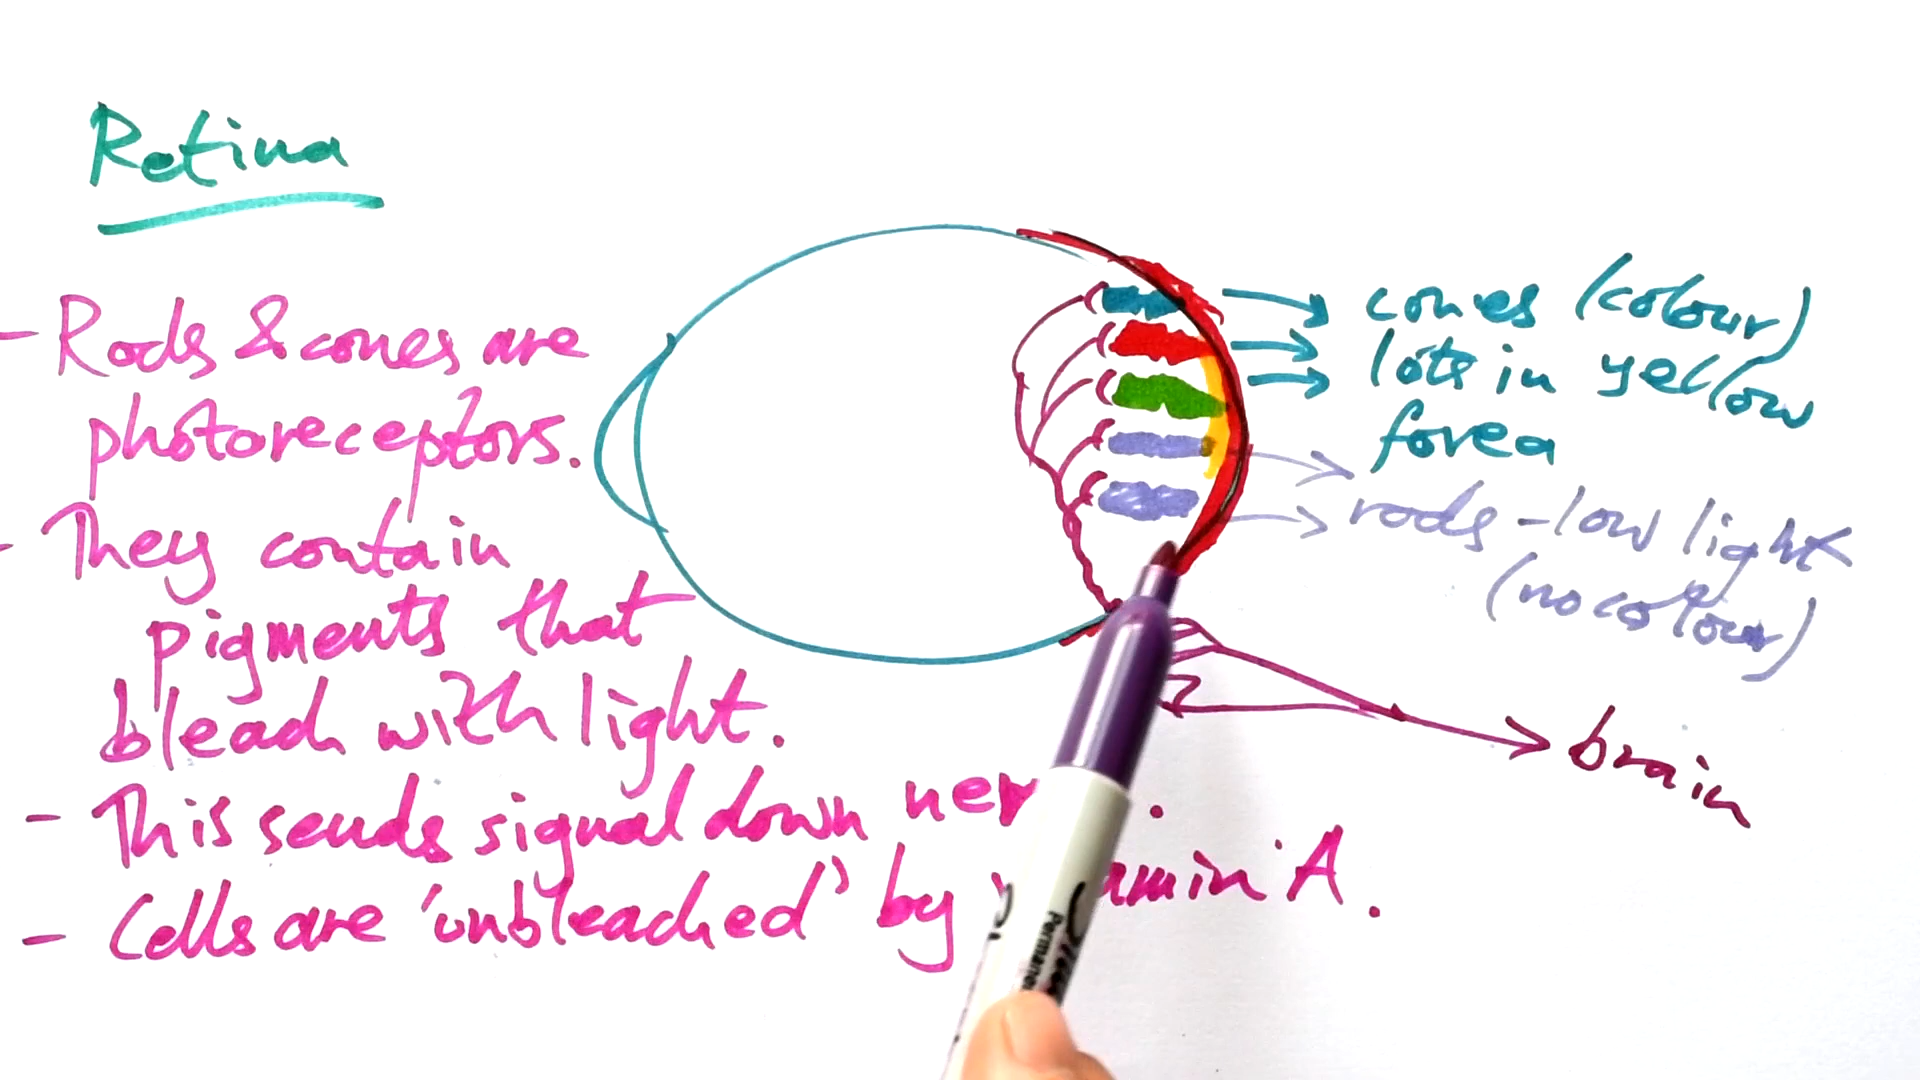 Retina
- Rods & cones are
photoreceptors.
- They contain
pigments that
bleach with light.
- This sends signal down
- Cells are 'unbleached' by
A.
cones (colour)
lots in yellow
fovea
rods - low light
(no colour)
brain
Permane